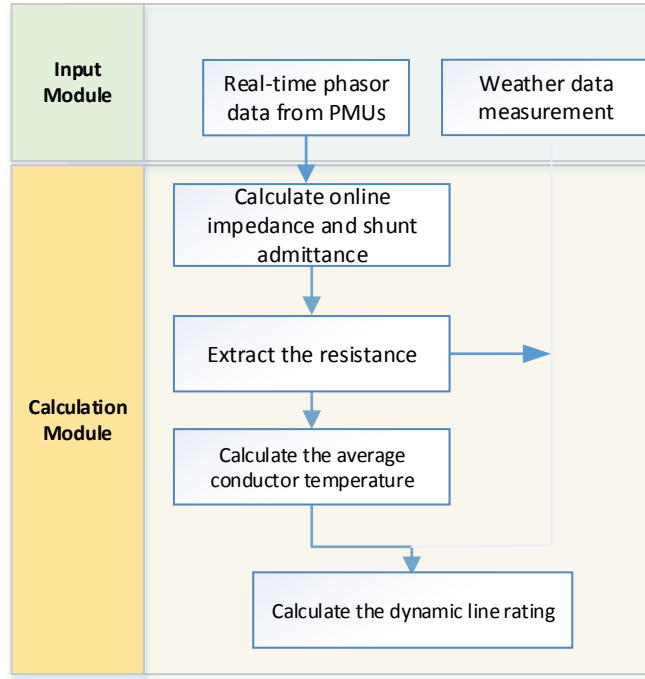 Input
Module
Real-time phasor
data from PMUs
Weather data
measurement
Calculation
Module
Calculate online
impedance and shunt
admittance
Extract the resistance
Calculate the average
conductor temperature
Calculate the dynamic line rating